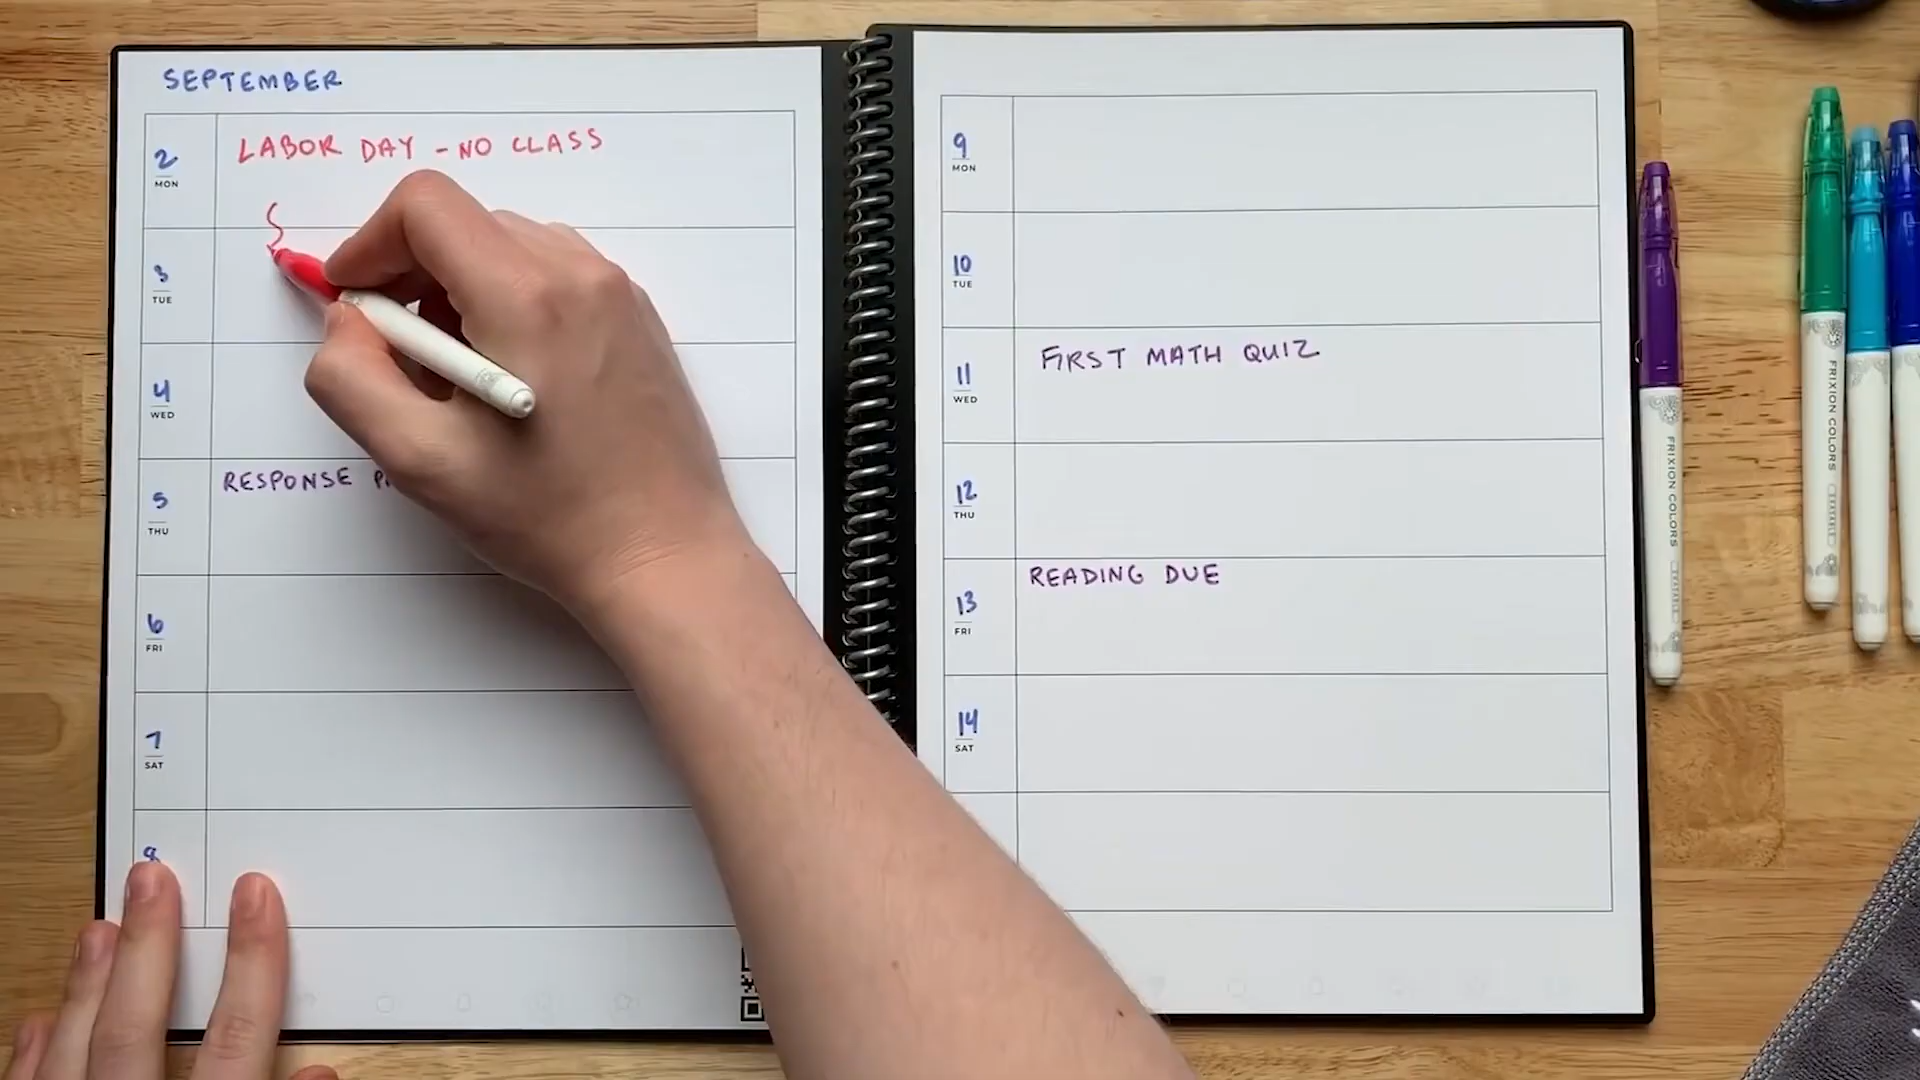 SEPTEMBER
2
MON
LABOR DAY - NO CLASS
3
TUE
4
WED
5
THU
RESPONSE
6
FRI
7
SAT
8
9
MON
10
TUE
11
WED
FIRST MATH QUIZ
12
THU
13
FRI
READING DUE
14
SAT
FRIXION COLORS
FRIXION COLORS